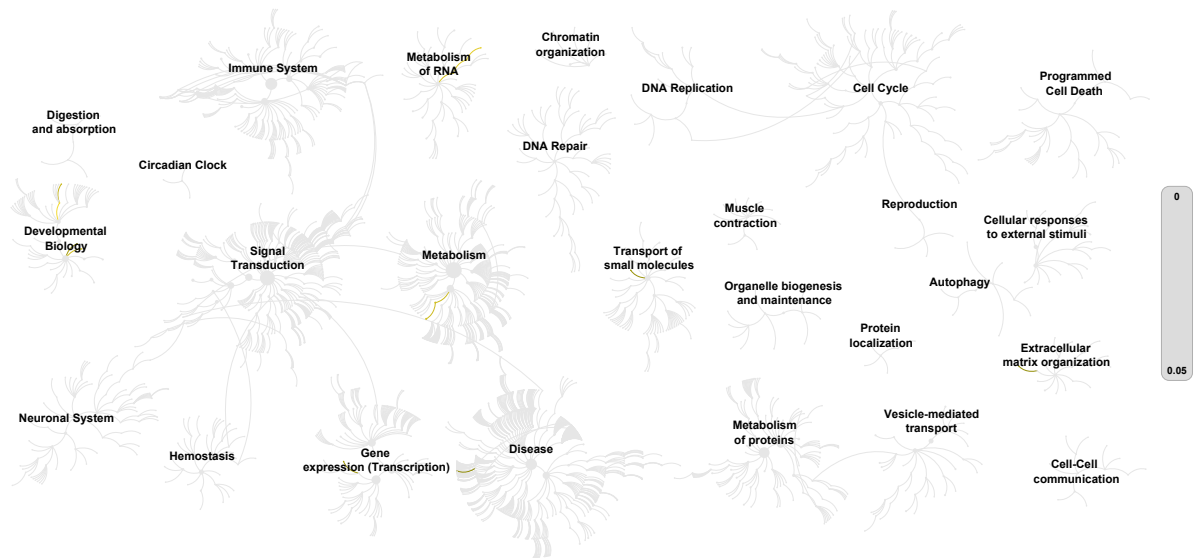 Immune System
Metabolism
of RNA
Chromatin
organization
DNA Replication
Cell Cycle
Programmed
Cell Death
Digestion
and absorption
Circadian Clock
DNA Repair
Developmental
Biology
Signal
Transduction
Metabolism
Transport of
small molecules
Muscle
contraction
Reproduction
Cellular responses
to external stimuli
0
Organelle biogenesis
and maintenance
Autophagy
Protein
localization
Extracellular
matrix organization
0.05
Neuronal System
Hemostasis
Gene
expression (Transcription)
Disease
Metabolism
of proteins
Vesicle-mediated
transport
Cell-Cell
communication